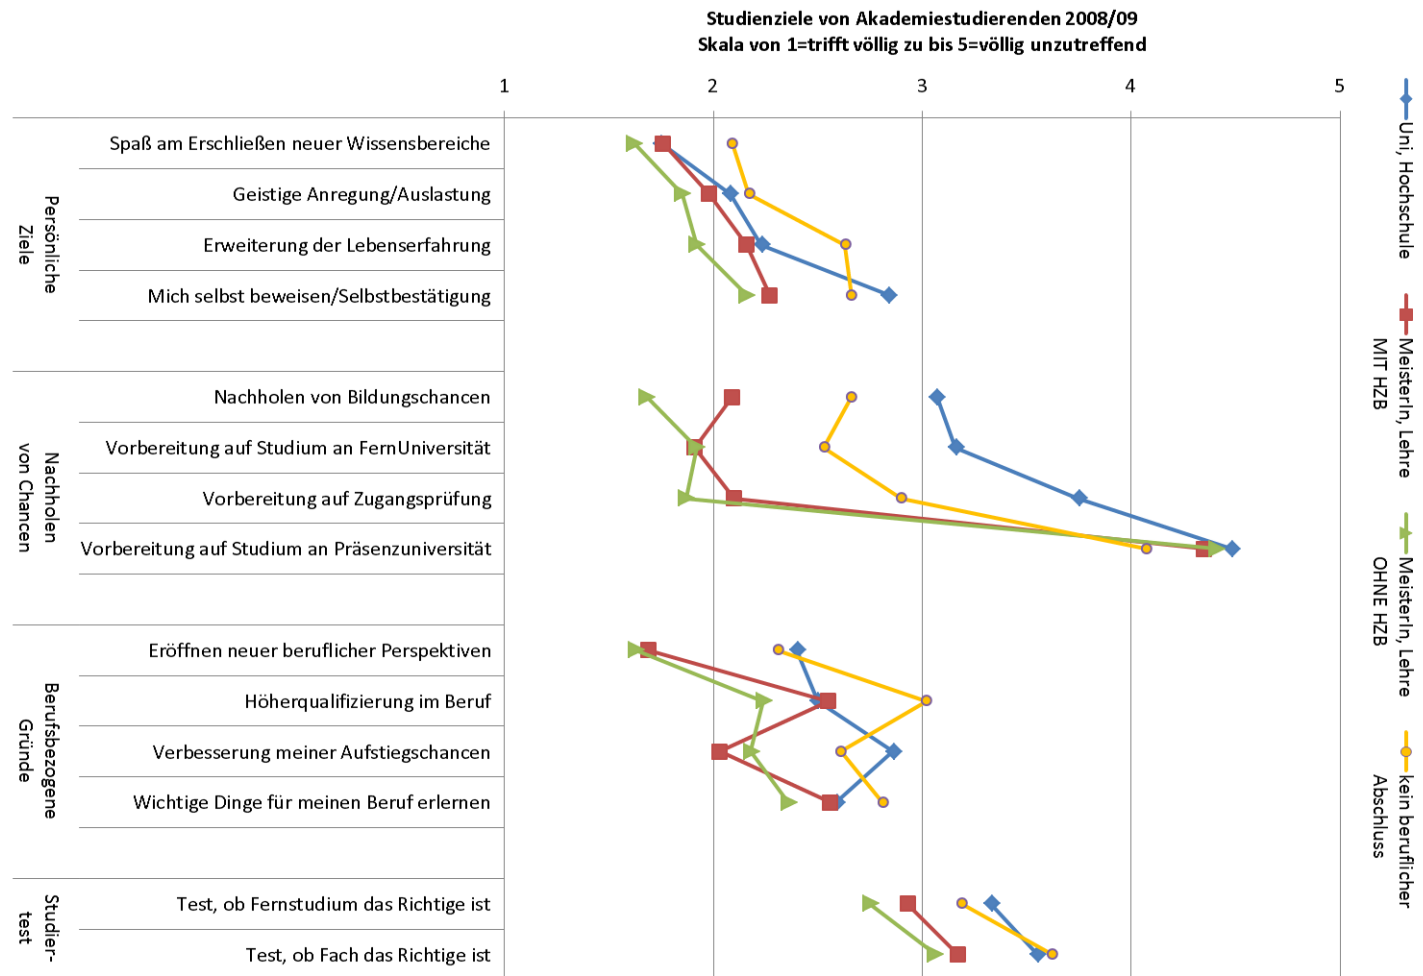 Studienziele von Akademiestudierenden 2008/09
Skala von 1=trifft völlig zu bis 5=völlig unzutreffend
1 2 3 4 5
Persönliche
Ziele
Spaß am Erschließen neuer Wissensbereiche
Geistige Anregung/Auslastung
Erweiterung der Lebenserfahrung
Mich selbst beweisen/Selbstbestätigung
Nachholen
von Chancen
Nachholen von Bildungschancen
Vorbereitung auf Studium an FernUniversität
Vorbereitung auf Zugangsprüfung
Vorbereitung auf Studium an Präsenzuniversität
Berufsbezogene
Gründe
Eröffnen neuer beruflicher Perspektiven
Höherqualifizierung im Beruf
Verbesserung meiner Aufstiegschancen
Wichtige Dinge für meinen Beruf erlernen
Studier-
test
Test, ob Fernstudium das Richtige ist
Test, ob Fach das Richtige ist
Uni, Hochschule
MeisterIn, Lehre
MIT HZB
MeisterIn, Lehre
OHNE HZB
kein beruflicher
Abschluss